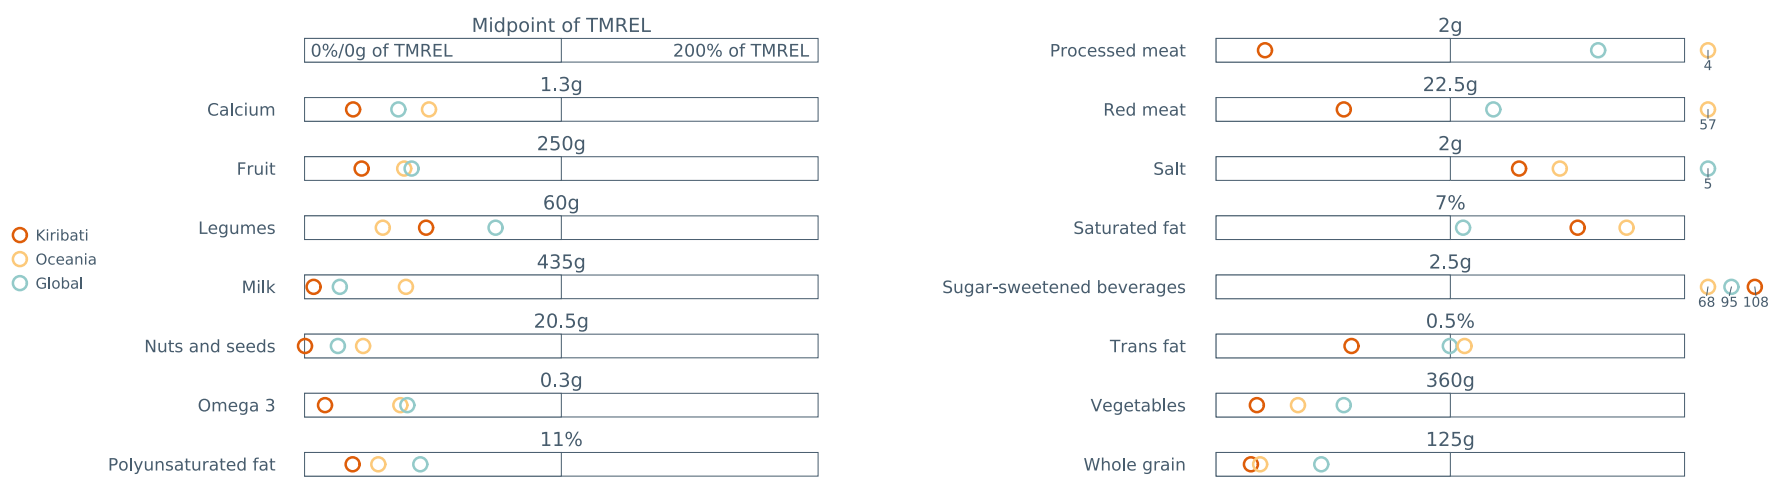 Midpoint of TMREL
0%/0g of TMREL 200% of TMREL
1.3g
Calcium
250g
Fruit
60g
Legumes
435g
Milk
20.5g
Nuts and seeds
0.3g
Omega 3
11%
Polyunsaturated fat
Kiribati
Oceania
Global
2g
Processed meat
4
22.5g
Red meat
57
2g
Salt
5
7%
Saturated fat
2.5g
Sugar-sweetened beverages
68 95 108
0.5%
Trans fat
360g
Vegetables
125g
Whole grain